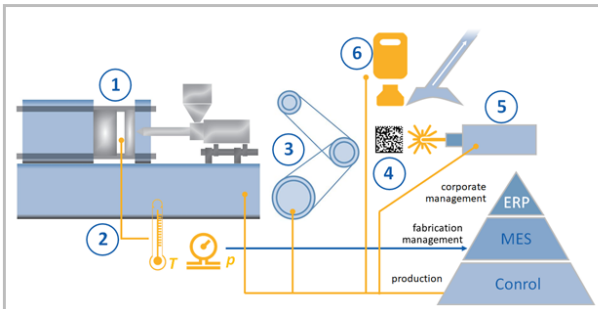 1
6
5
3
4
2
T
p
corporate
management
ERP
fabrication
management
MES
production
Conrol